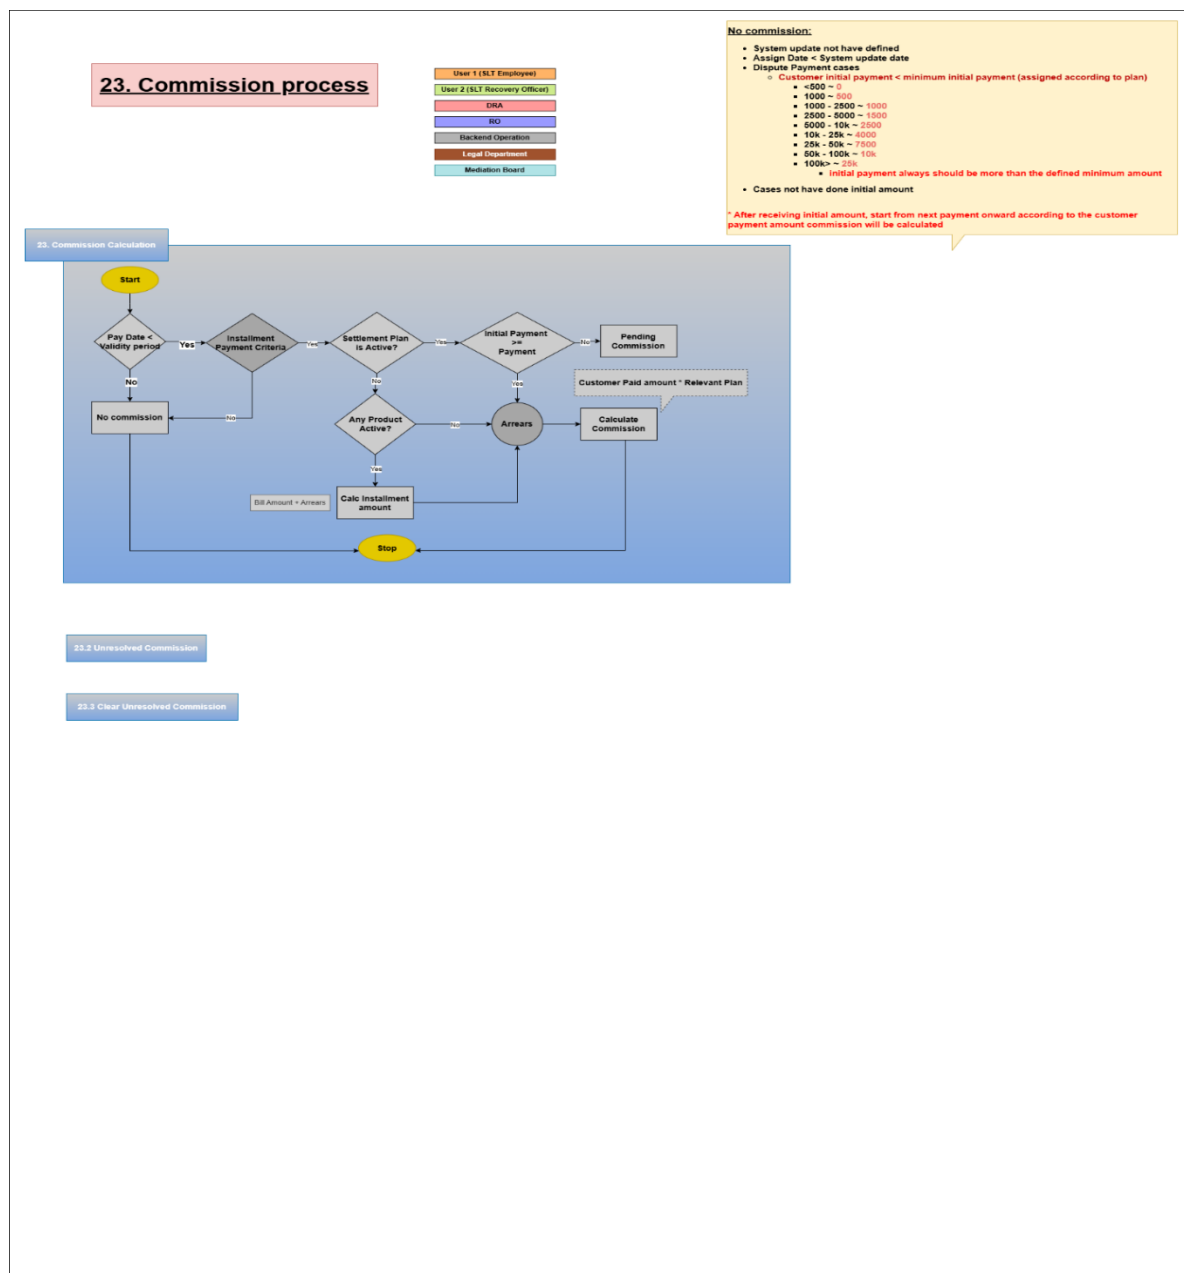 No commission:
System update not have defined
Assign Date < System update date
Dispute Payment cases
Customer initial payment < minimum initial payment (assigned according to plan)
<500 ~ 0
1000 ~ 500
1000 - 2500 ~ 1000
2500 - 5000 ~ 1500
5000 - 10k ~ 2500
10k - 25k ~ 4000
25k - 50k ~ 7500
50k - 100k ~ 10k
100k> ~ 25k
initial payment always should be more than the defined minimum amount
Cases not have done initial amount
* After receiving initial amount, start from next payment onward according to the customer
payment amount commission will be calculated
23. Commission process
User 1 (SLT Employee)
User 2 (SLT Recovery Officer)
DRA
RO
Backend Operation
Legal Department
Mediation Board
23. Commission Calculation
Start
Pay Date <
Validity period
Yes
Installment
Payment Criteria
Yes
Settlement Plan
is Active?
Yes
Initial Payment
>=
Payment
No
Pending
Commission
No
No
Yes
Customer Paid amount * Relevant Plan
No commission
No
Any Product
Active?
No
Arrears
Calculate
Commission
Yes
Bill Amount + Arrears
Calc Installment
amount
Stop
23.2 Unresolved Commission
23.3 Clear Unresolved Commission